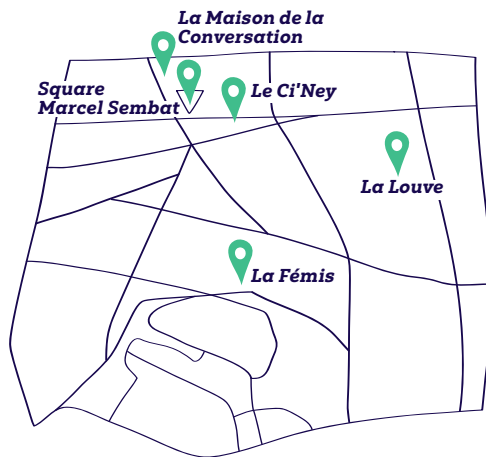 La Maison de la
Conversation
Square
Marcel Sembat
Le Ci'Ney
La Louve
La Fémis